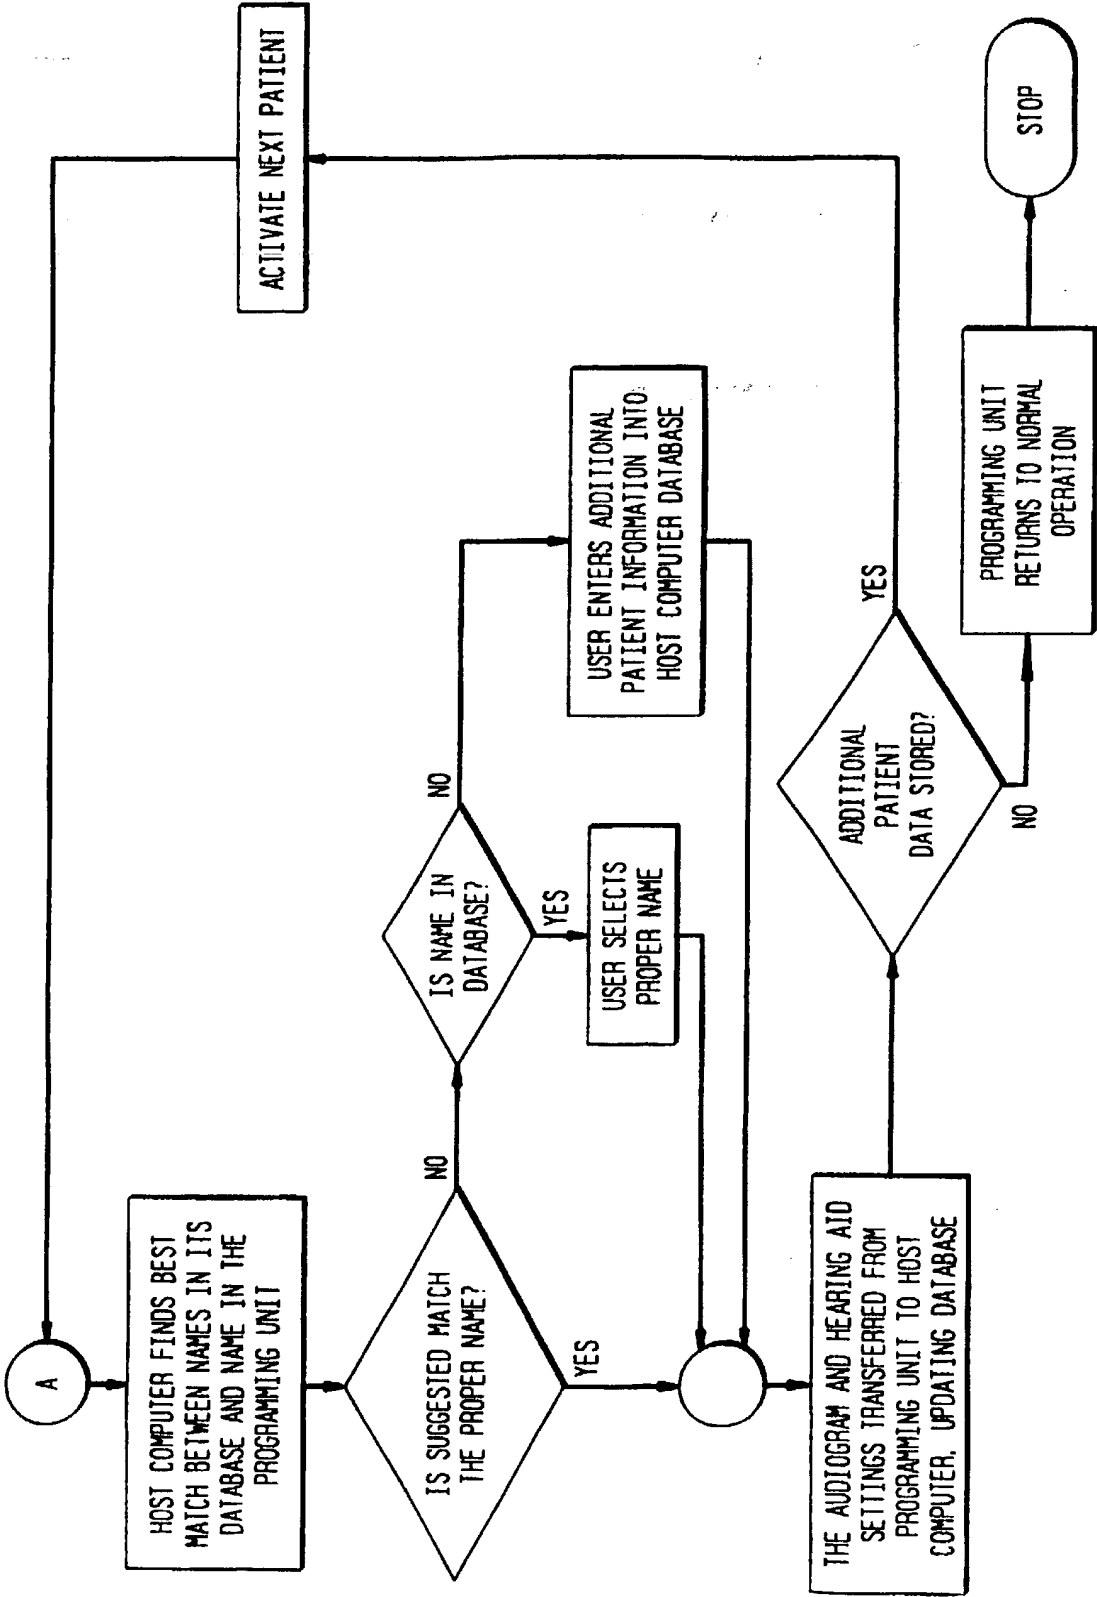 A
HOST COMPUTER FINDS BEST
MATCH BETWEEN NAMES IN ITS
DATABASE AND NAME IN THE
PROGRAMMING UNIT
ACTIVATE NEXT PATIENT
IS SUGGESTED MATCH
THE PROPER NAME?
NO
YES
IS NAME IN
DATABASE?
NO
YES
USER SELECTS
PROPER NAME
USER ENTERS ADDITIONAL
PATIENT INFORMATION INTO
HOST COMPUTER DATABASE
THE AUDIOGRAM AND HEARING AID
SETTINGS TRANSFERRED FROM
PROGRAMMING UNIT TO HOST
COMPUTER, UPDATING DATABASE
ADDITIONAL
PATIENT
DATA STORED?
YES
NO
PROGRAMMING UNIT
RETURNS TO NORMAL
OPERATION
STOP